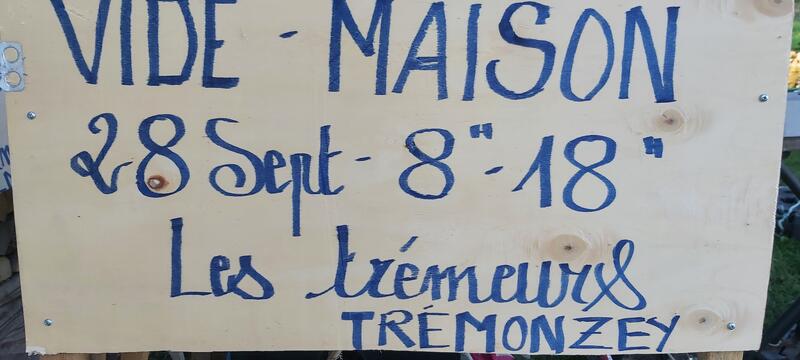 VIDE - MAISON
28 Sept - 8" - 18"
Les trémeurs
TRÉMONZEY